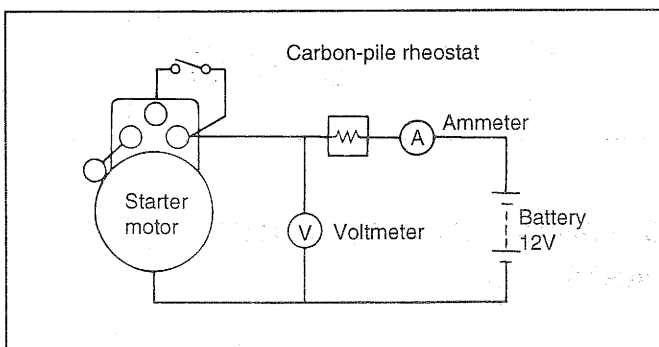 Carbon-pile rheostat
A
Ammeter
Starter
motor
V
Voltmeter
Battery
12V